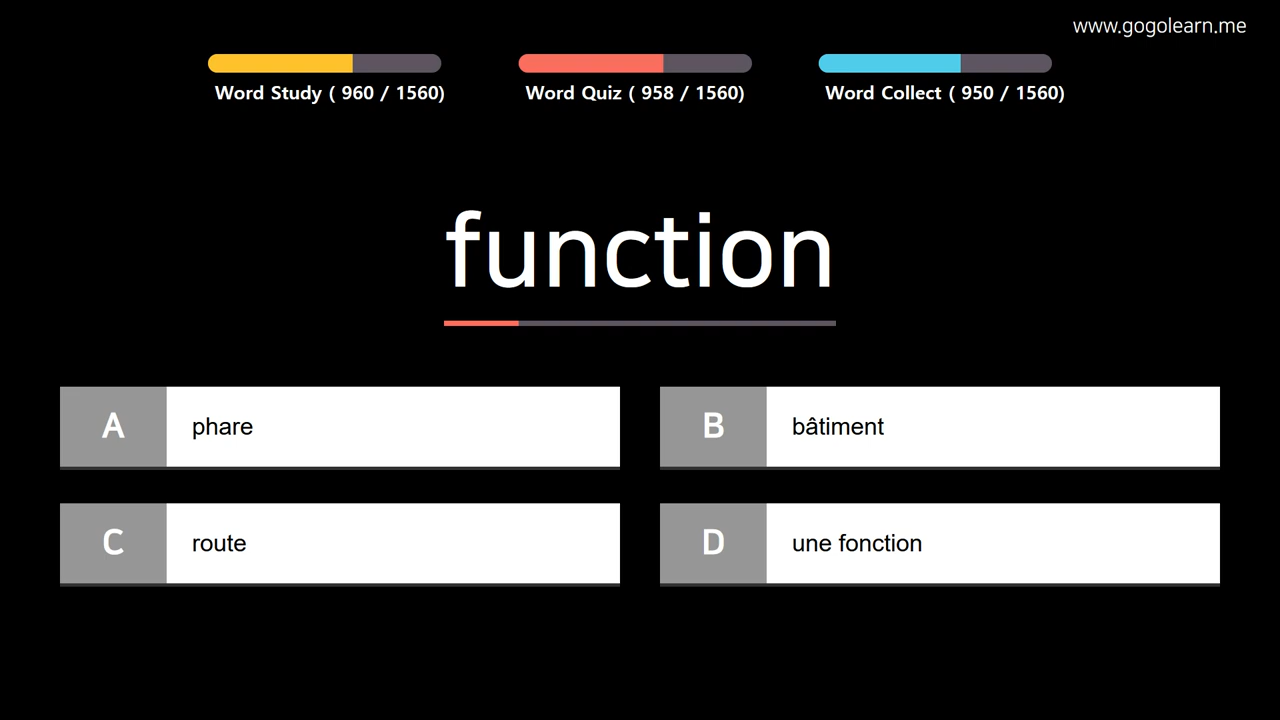 www.gogolearn.me
Word Study ( 960 / 1560)
Word Quiz ( 958 / 1560)
Word Collect ( 950 / 1560)
function
A
phare
B
bâtiment
C
route
D
une fonction